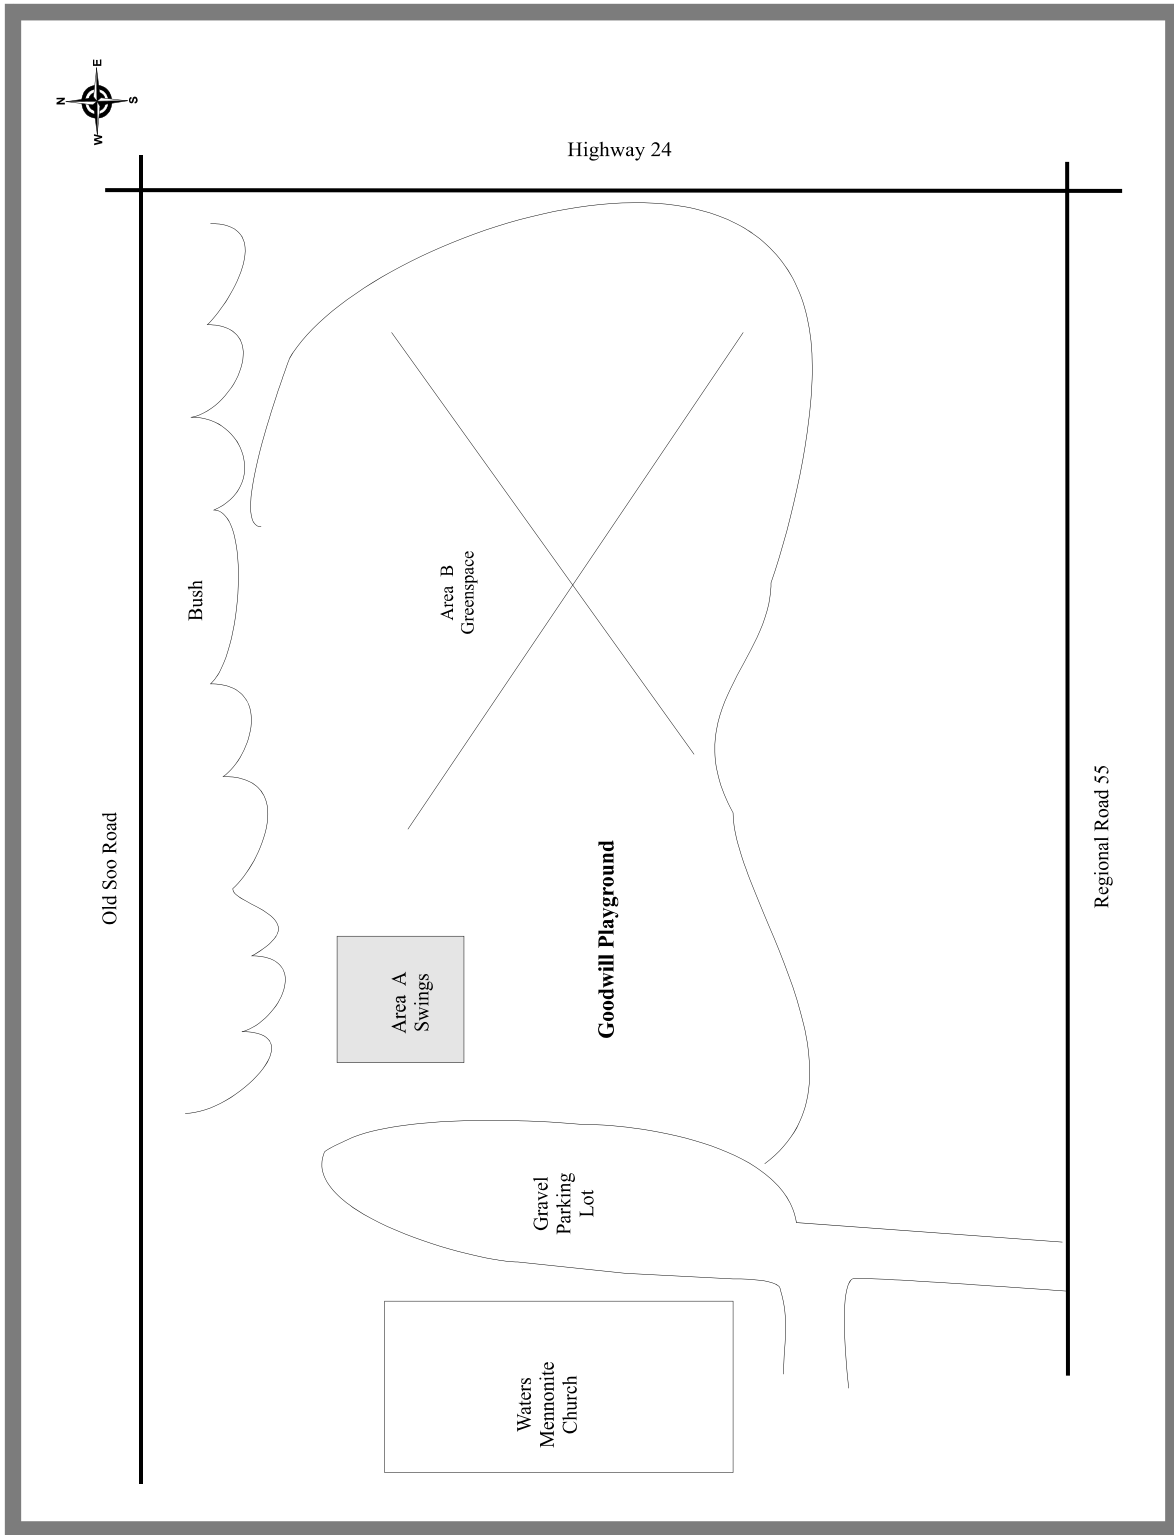 E
N
S
W
Highway 24
Bush
Area B
Greenspace
Old Soo Road
Regional Road 55
Goodwill Playground
Area A
Swings
Gravel
Parking
Lot
Waters
Mennonite
Church